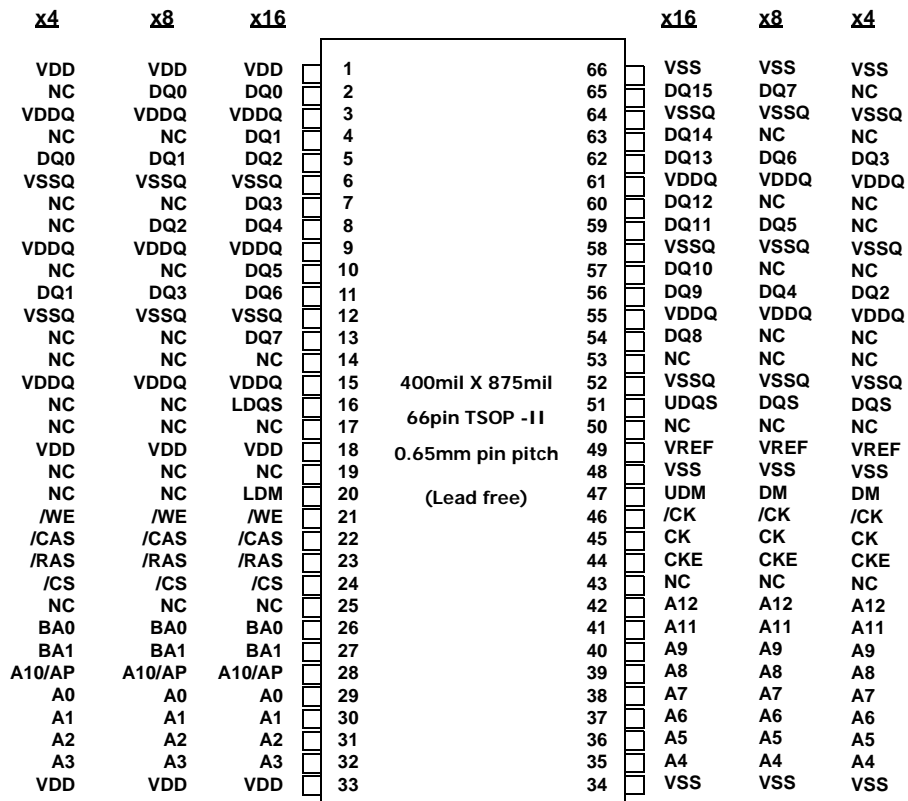 x4 x8 x16 x16 x8 x4
VDD VDD VDD 1 66 VSS VSS VSS
NC DQ0 DQ0 2 65 DQ15 DQ7 NC
VDDQ VDDQ VDDQ 3 64 VSSQ VSSQ VSSQ
NC NC DQ1 4 63 DQ14 NC NC
DQ0 DQ1 DQ2 5 62 DQ13 DQ6 DQ3
VSSQ VSSQ VSSQ 6 61 VDDQ VDDQ VDDQ
NC NC DQ3 7 60 DQ12 NC NC
NC DQ2 DQ4 8 59 DQ11 DQ5 NC
VDDQ VDDQ VDDQ 9 58 VSSQ VSSQ VSSQ
NC NC DQ5 10 57 DQ10 NC NC
DQ1 DQ3 DQ6 11 56 DQ9 DQ4 DQ2
VSSQ VSSQ VSSQ 12 55 VDDQ VDDQ VDDQ
NC NC DQ7 13 54 DQ8 NC NC
NC NC NC 14 53 NC NC NC
VDDQ VDDQ VDDQ 15 400mil X 875mil 52 VSSQ VSSQ VSSQ
NC NC LDQS 16 66pin TSOP -II 51 UDQS DQS DQS
NC NC NC 17 50 NC NC NC
VDD VDD VDD 18 0.65mm pin pitch 49 VREF VREF VREF
NC NC NC 19 48 VSS VSS VSS
NC NC LDM 20 (Lead free) 47 UDM DM DM
/WE /WE /WE 21 46 /CK /CK /CK
/CAS /CAS /CAS 22 45 CK CK CK
/RAS /RAS /RAS 23 44 CKE CKE CKE
/CS /CS /CS 24 43 NC NC NC
NC NC NC 25 42 A12 A12 A12
BA0 BA0 BA0 26 41 A11 A11 A11
BA1 BA1 BA1 27 40 A9 A9 A9
A10/AP A10/AP A10/AP 28 39 A8 A8 A8
A0 A0 A0 29 38 A7 A7 A7
A1 A1 A1 30 37 A6 A6 A6
A2 A2 A2 31 36 A5 A5 A5
A3 A3 A3 32 35 A4 A4 A4
VDD VDD VDD 33 34 VSS VSS VSS